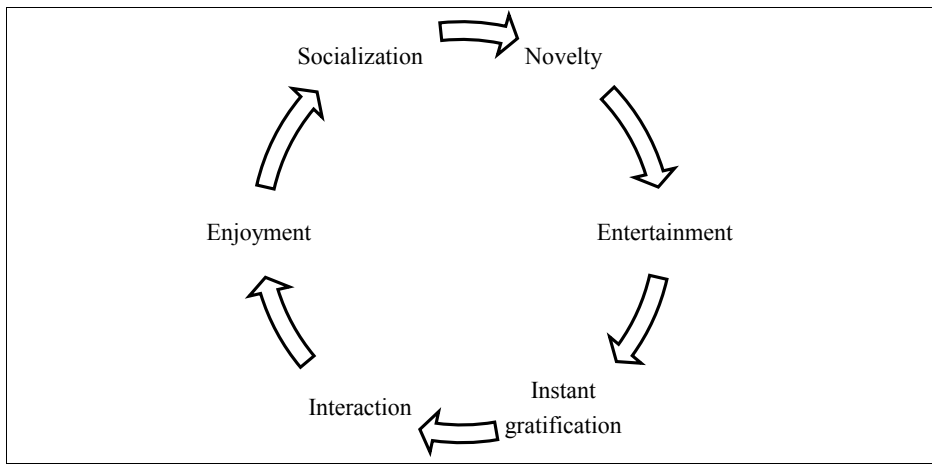 Socialization
Novelty
Enjoyment
Entertainment
Interaction
Instant
gratification